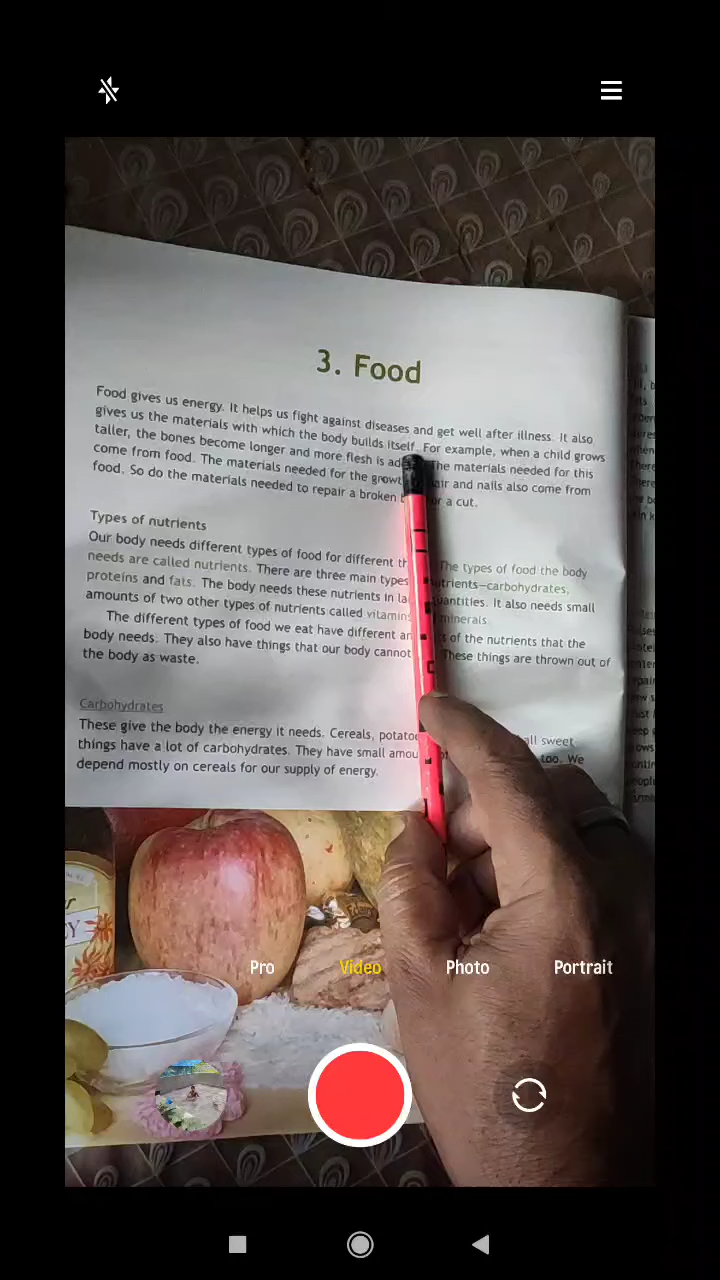 3. Food
Food gives us energy. It helps us fight against diseases and get well after illness. It also
gives us the materials with which the body builds itself. For example, when a child grows
taller, the bones become longer and more flesh is The materials needed for this
come from food. The materials needed for the and nails also come from
food. So do the materials needed to repair a broken or a cut.
Types of nutrients
Our body needs different types of food for different The types of food the body
needs are called nutrients. There are three main types carbohydrates,
proteins and fats. The body needs these nutrients in It also needs small
amounts of two other types of nutrients called vitamins minerals.
The different types of food we eat have different of the nutrients that the
body needs. They also have things that our body cannot These things are thrown out of
the body as waste.
Carbohydrates
These give the body the energy it needs. Cereals, all sweet
things have a lot of carbohydrates. They have small too. We
depend mostly on cereals for our supply of energy.
Pro Video Photo Portrait